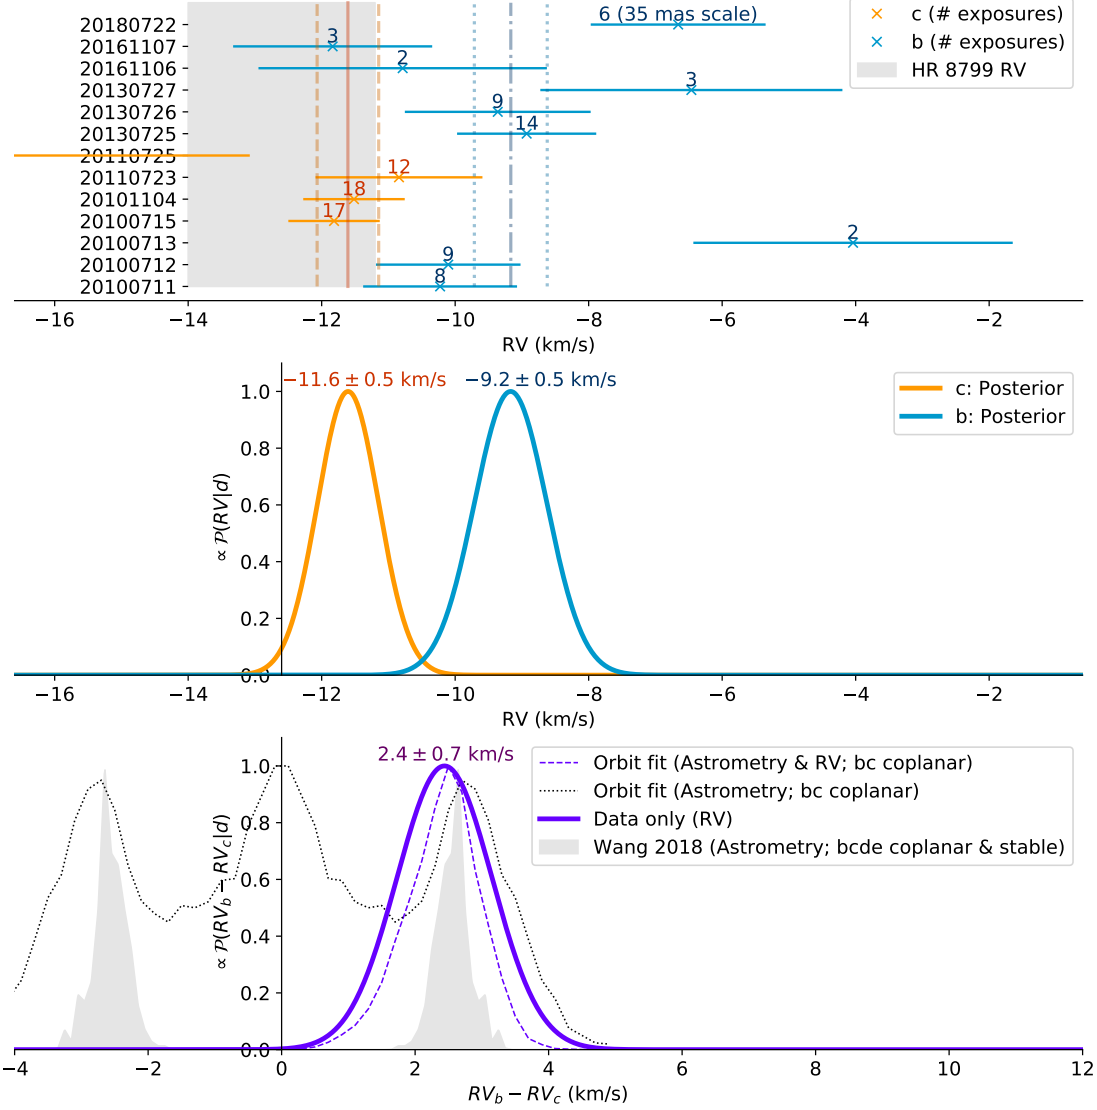 20180722
6 (35 mas scale)
c (# exposures)
20161107
3
b (# exposures)
20161106
2
HR 8799 RV
20130727
3
20130726
9
20130725
14
20110725
20110723
12
20101104
18
20100715
17
20100713
2
20100712
9
20100711
8
−16 −14 −12 −10 −8 −6 −4 −2
RV (km/s)
−11.6 ± 0.5 km/s −9.2 ± 0.5 km/s
c: Posterior
b: Posterior
1.0
0.8
0.6
0.4
0.2
0.0
∝ 𝒫(RV|d)
−16 −14 −12 −10 −8 −6 −4 −2
RV (km/s)
2.4 ± 0.7 km/s
Orbit fit (Astrometry & RV; bc coplanar)
Orbit fit (Astrometry; bc coplanar)
Data only (RV)
Wang 2018 (Astrometry; bcde coplanar & stable)
1.0
0.8
0.6
0.4
0.2
0.0
∝ 𝒫(RV_b − RV_c|d)
−4 −2 0 2 4 6 8 10 12
RV_b − RV_c (km/s)